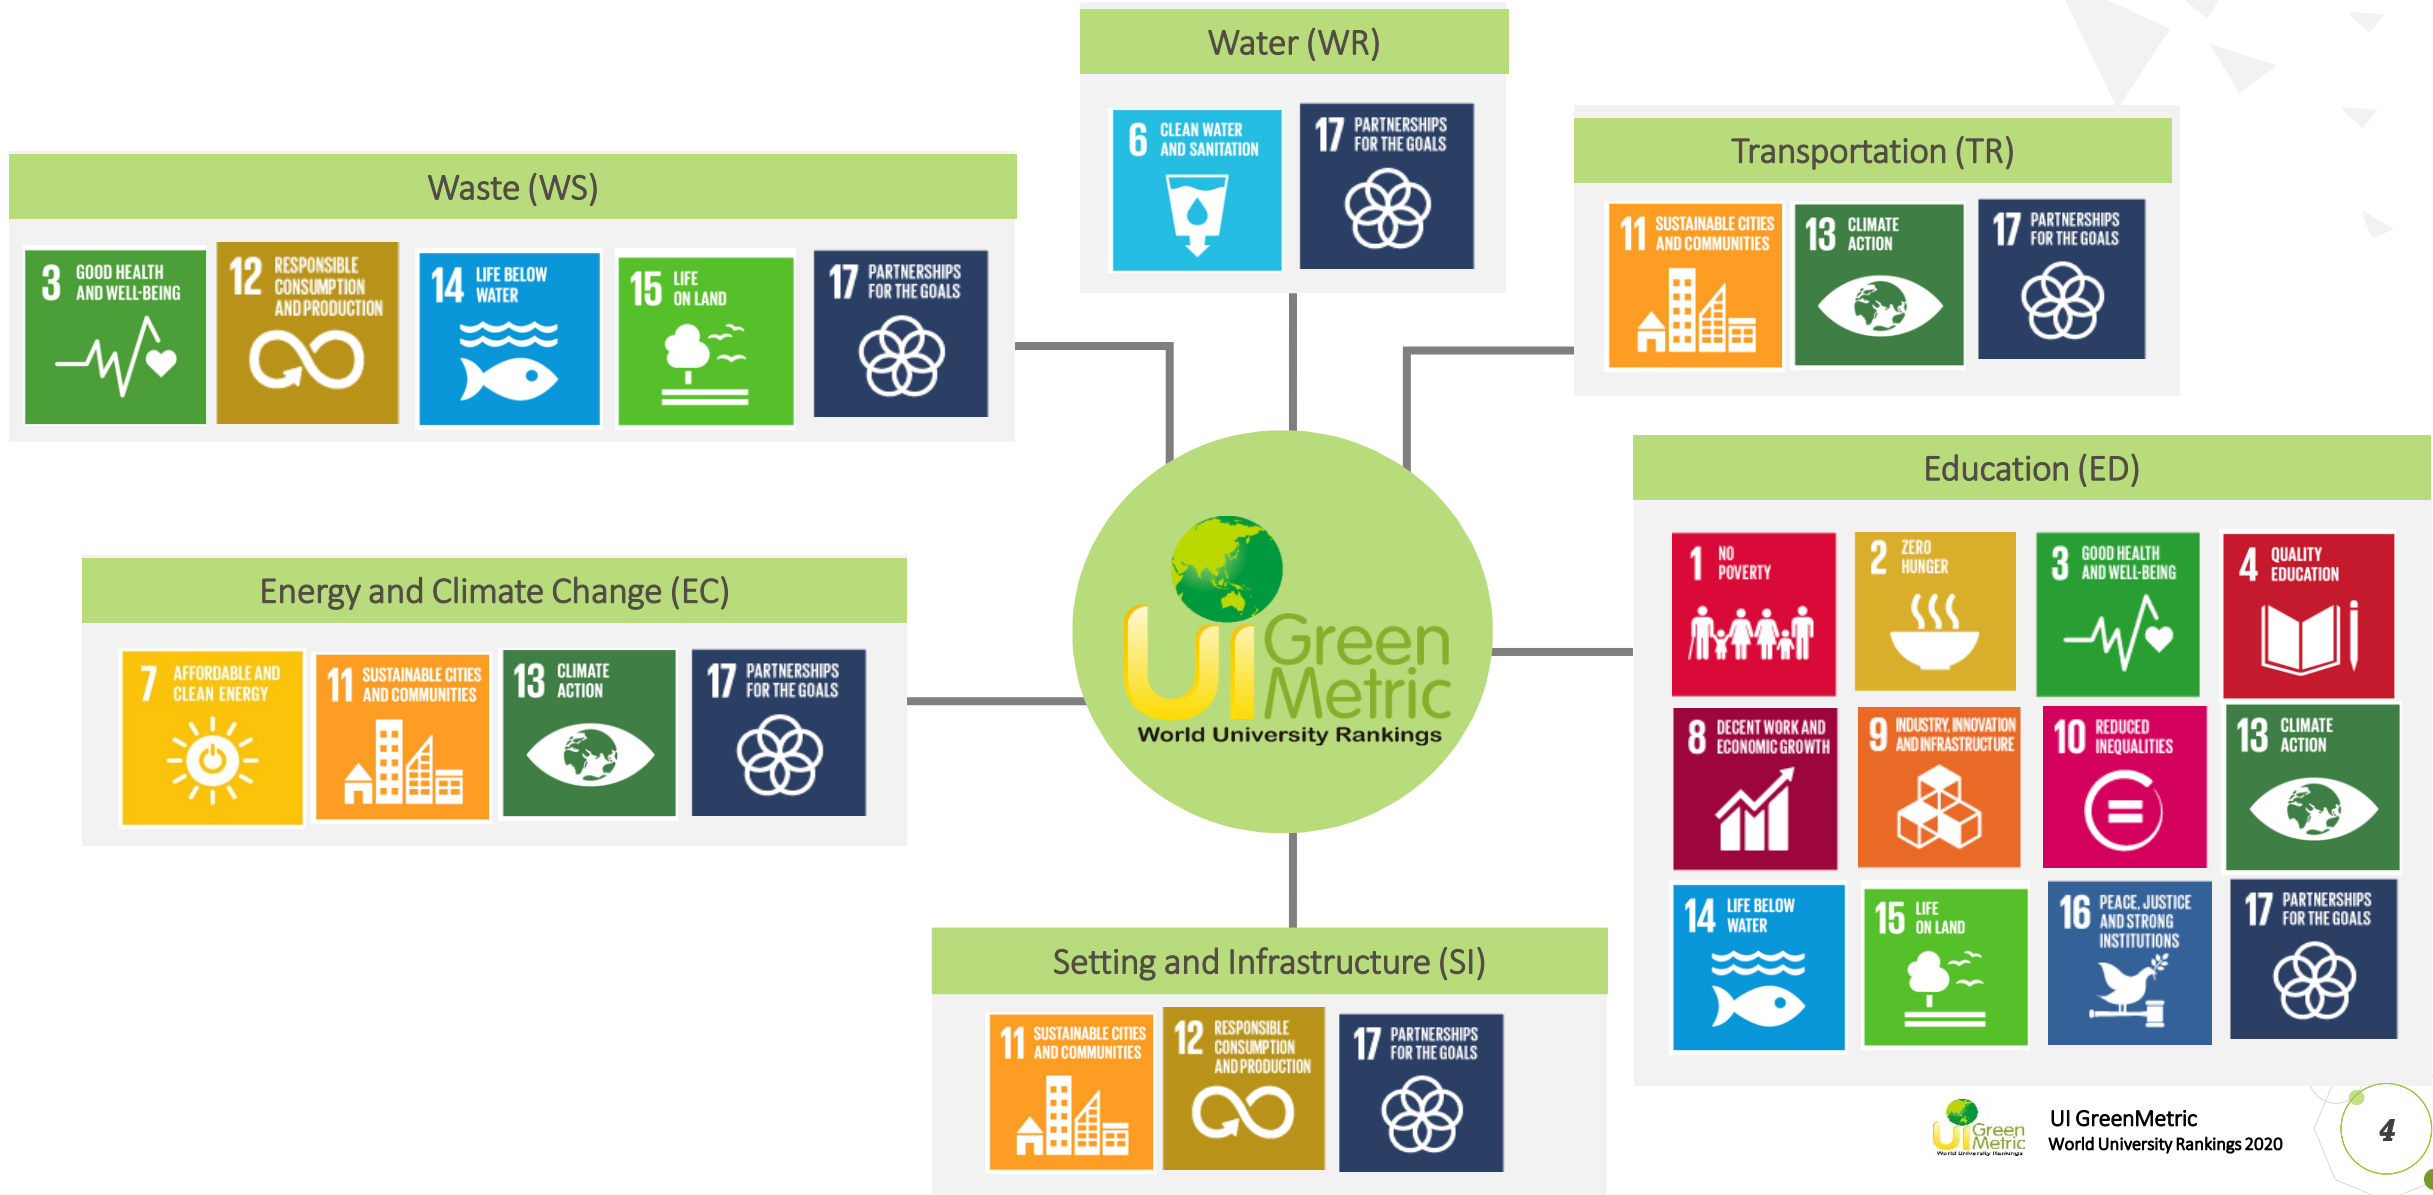 Water (WR)
6 CLEAN WATER
AND SANITATION
17 PARTNERSHIPS
FOR THE GOALS
Transportation (TR)
11 SUSTAINABLE CITIES
AND COMMUNITIES
13 CLIMATE
ACTION
17 PARTNERSHIPS
FOR THE GOALS
Waste (WS)
3 GOOD HEALTH
AND WELL-BEING
12 RESPONSIBLE
CONSUMPTION
AND PRODUCTION
14 LIFE BELOW
WATER
15 LIFE
ON LAND
17 PARTNERSHIPS
FOR THE GOALS
Education (ED)
1 NO
POVERTY
2 ZERO
HUNGER
3 GOOD HEALTH
AND WELL-BEING
4 QUALITY
EDUCATION
8 DECENT WORK AND
ECONOMIC GROWTH
9 INDUSTRY, INNOVATION
AND INFRASTRUCTURE
10 REDUCED
INEQUALITIES
13 CLIMATE
ACTION
14 LIFE BELOW
WATER
15 LIFE
ON LAND
16 PEACE, JUSTICE
AND STRONG
INSTITUTIONS
17 PARTNERSHIPS
FOR THE GOALS
Energy and Climate Change (EC)
7 AFFORDABLE AND
CLEAN ENERGY
11 SUSTAINABLE CITIES
AND COMMUNITIES
13 CLIMATE
ACTION
17 PARTNERSHIPS
FOR THE GOALS
UI Green
Metric
World University Rankings
Setting and Infrastructure (SI)
11 SUSTAINABLE CITIES
AND COMMUNITIES
12 RESPONSIBLE
CONSUMPTION
AND PRODUCTION
17 PARTNERSHIPS
FOR THE GOALS
UI Green
Metric
World University Rankings
UI GreenMetric
World University Rankings 2020
4